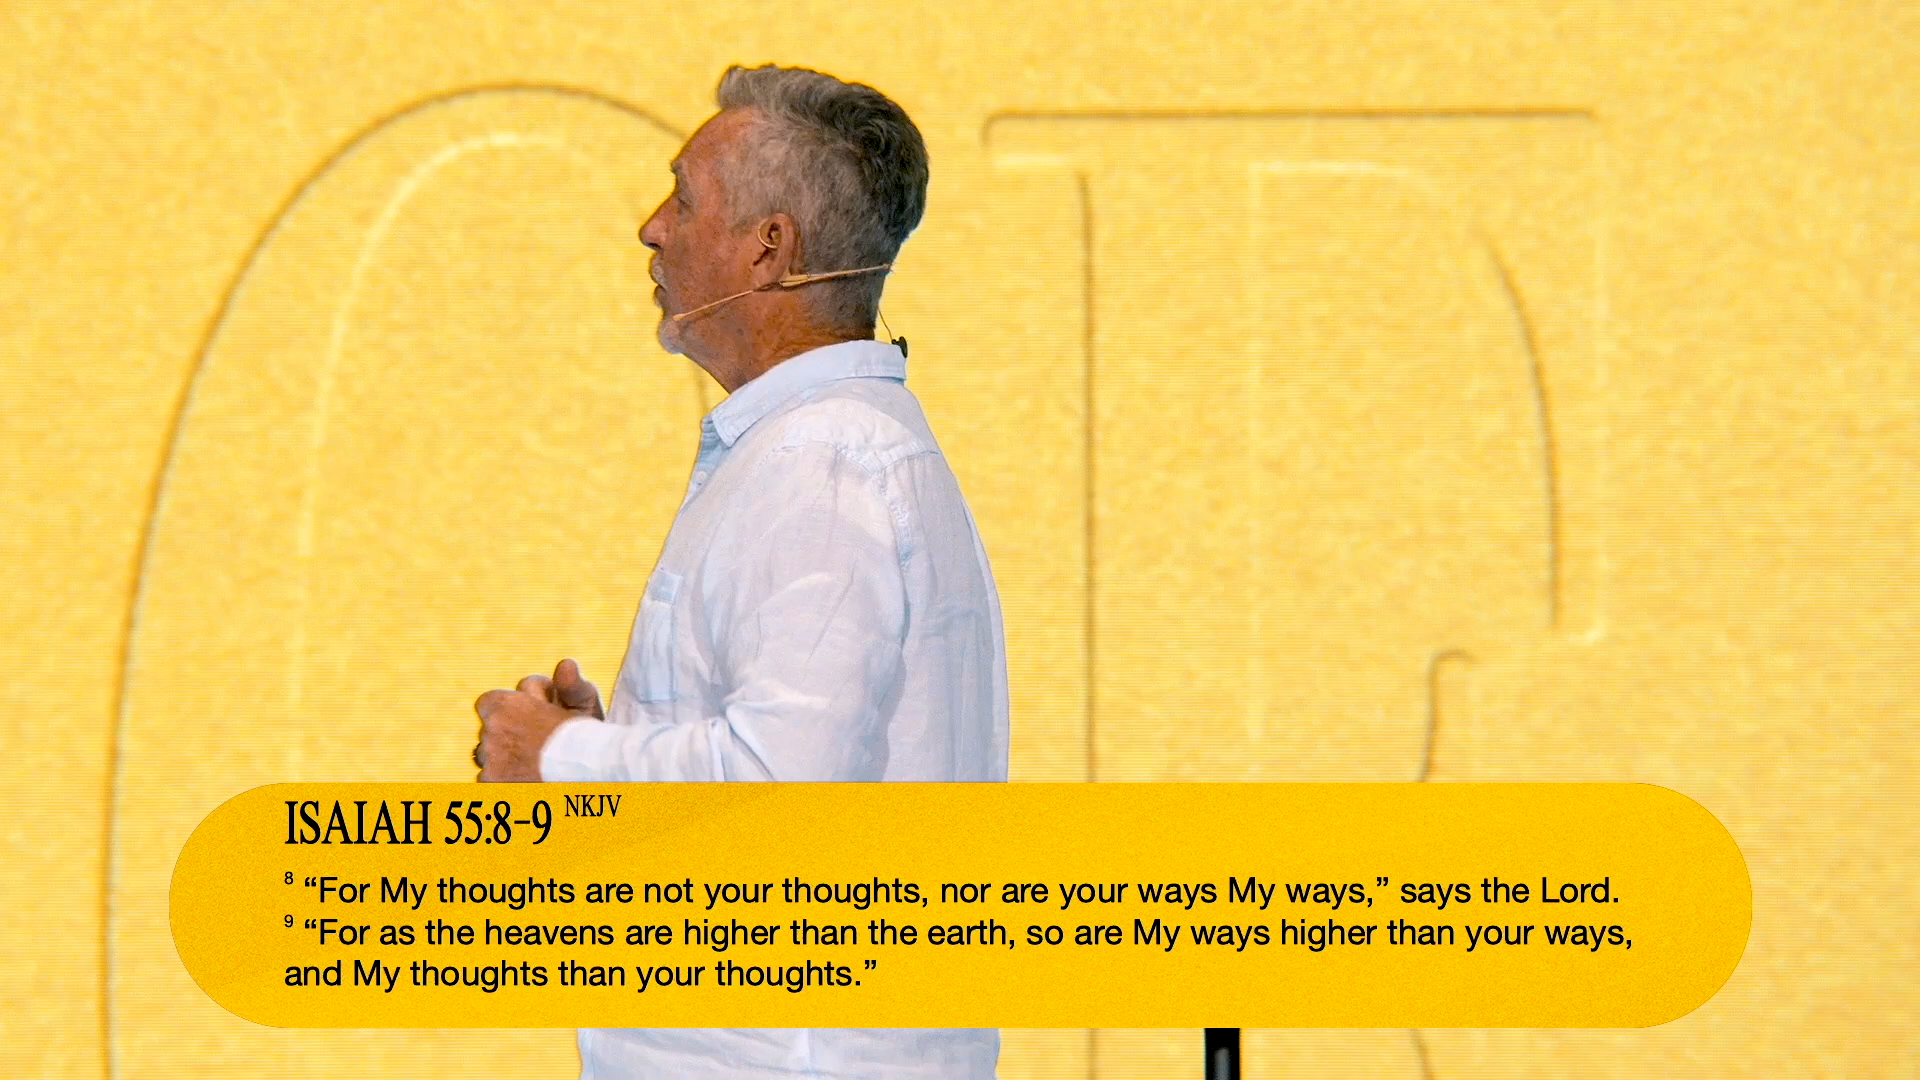 ISAIAH 55:8-9 NKJV
8 “For My thoughts are not your thoughts, nor are your ways My ways,” says the Lord.
9 “For as the heavens are higher than the earth, so are My ways higher than your ways,
and My thoughts than your thoughts.”